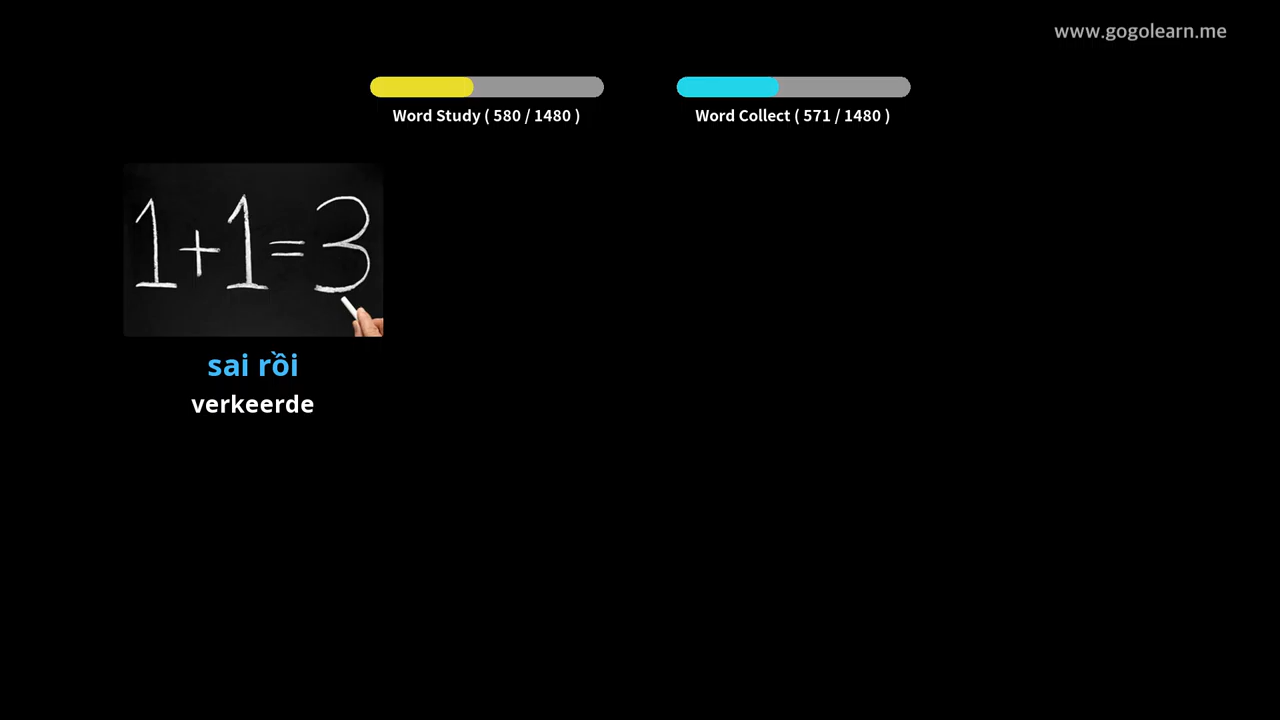 www.gogolearn.me
Word Study ( 580 / 1480 )
Word Collect ( 571 / 1480 )
1+1=3
sai rồi
verkeerde